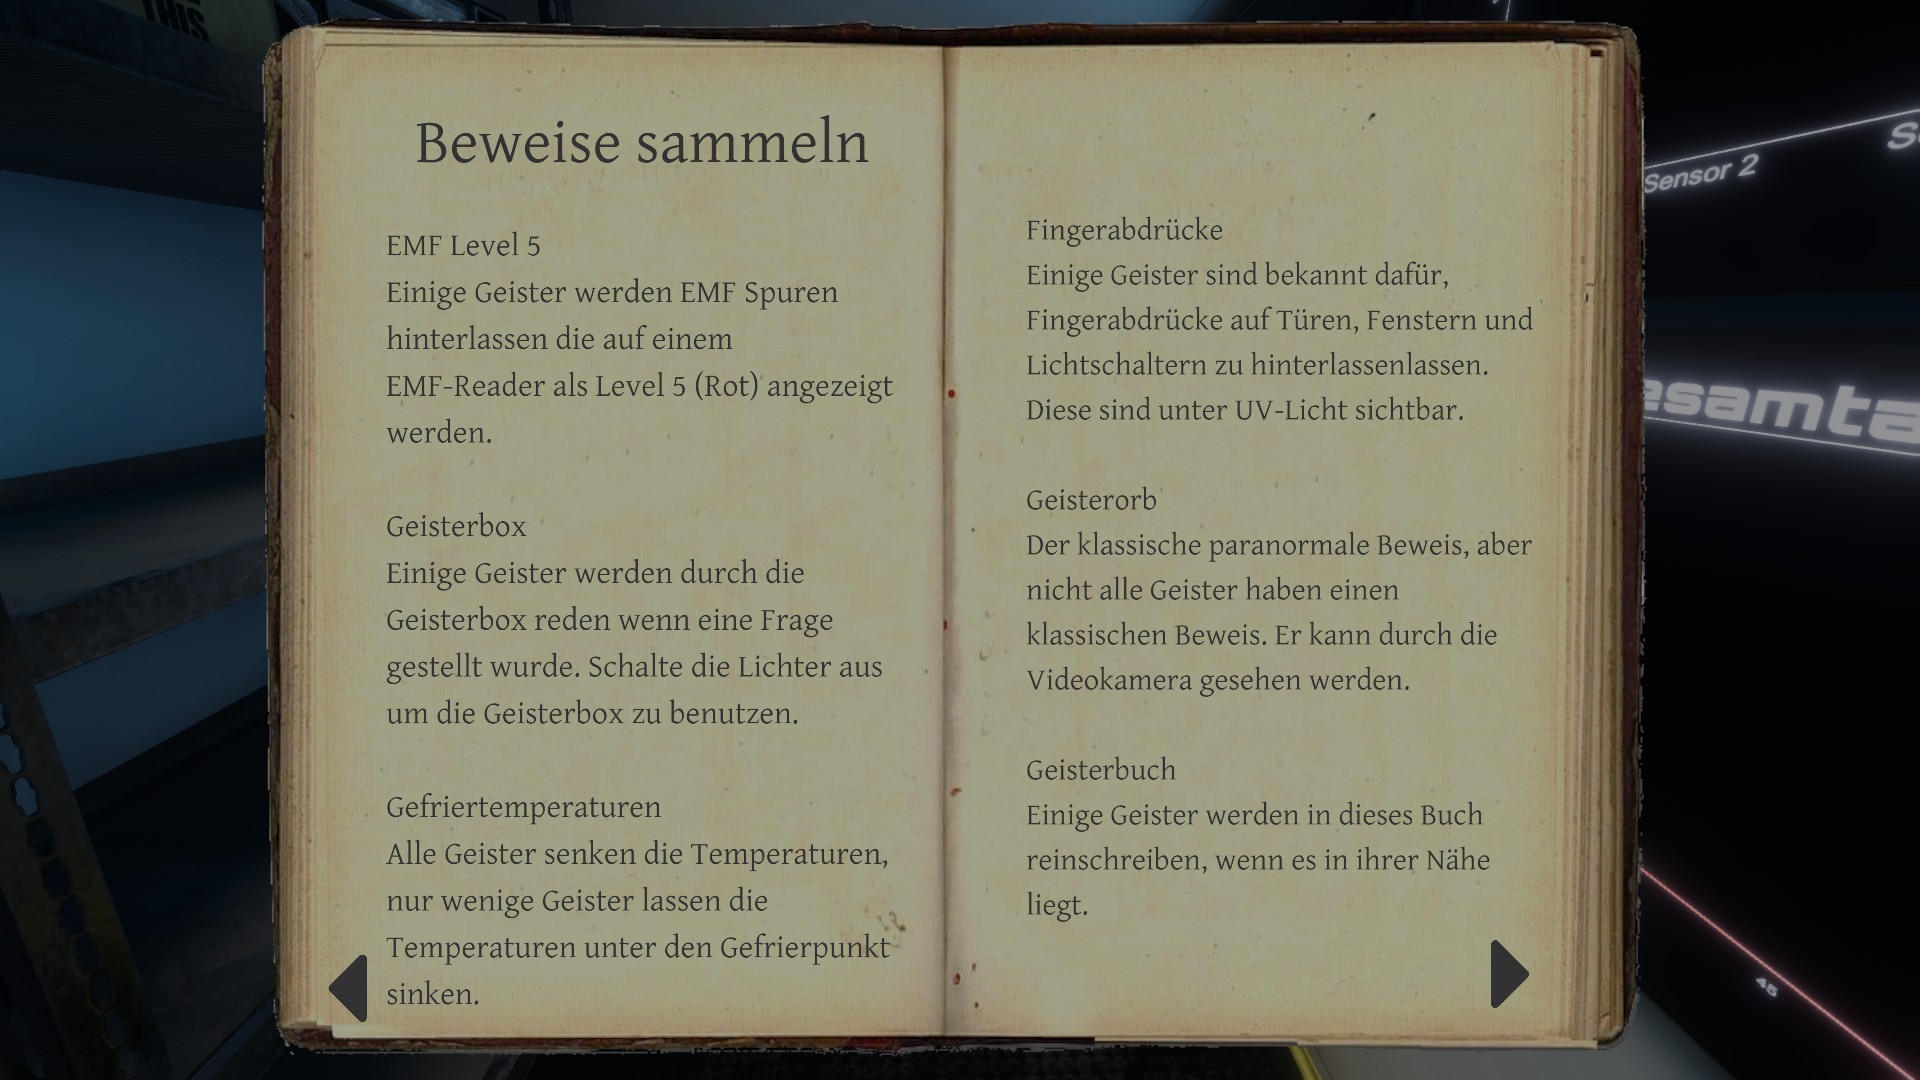 THIS
Beweise sammeln
EMF Level 5
Einige Geister werden EMF Spuren
hinterlassen die auf einem
EMF-Reader als Level 5 (Rot) angezeigt
werden.
Geisterbox
Einige Geister werden durch die
Geisterbox reden wenn eine Frage
gestellt wurde. Schalte die Lichter aus
um die Geisterbox zu benutzen.
Gefriertemperaturen
Alle Geister senken die Temperaturen,
nur wenige Geister lassen die
Temperaturen unter den Gefrierpunkt
sinken.
Fingerabdrücke
Einige Geister sind bekannt dafür,
Fingerabdrücke auf Türen, Fenstern und
Lichtschaltern zu hinterlassenlassen.
Diese sind unter UV-Licht sichtbar.
Geisterorb
Der klassische paranormale Beweis, aber
nicht alle Geister haben einen
klassischen Beweis. Er kann durch die
Videokamera gesehen werden.
Geisterbuch
Einige Geister werden in dieses Buch
reinschreiben, wenn es in ihrer Nähe
liegt.
Sensor 2
45